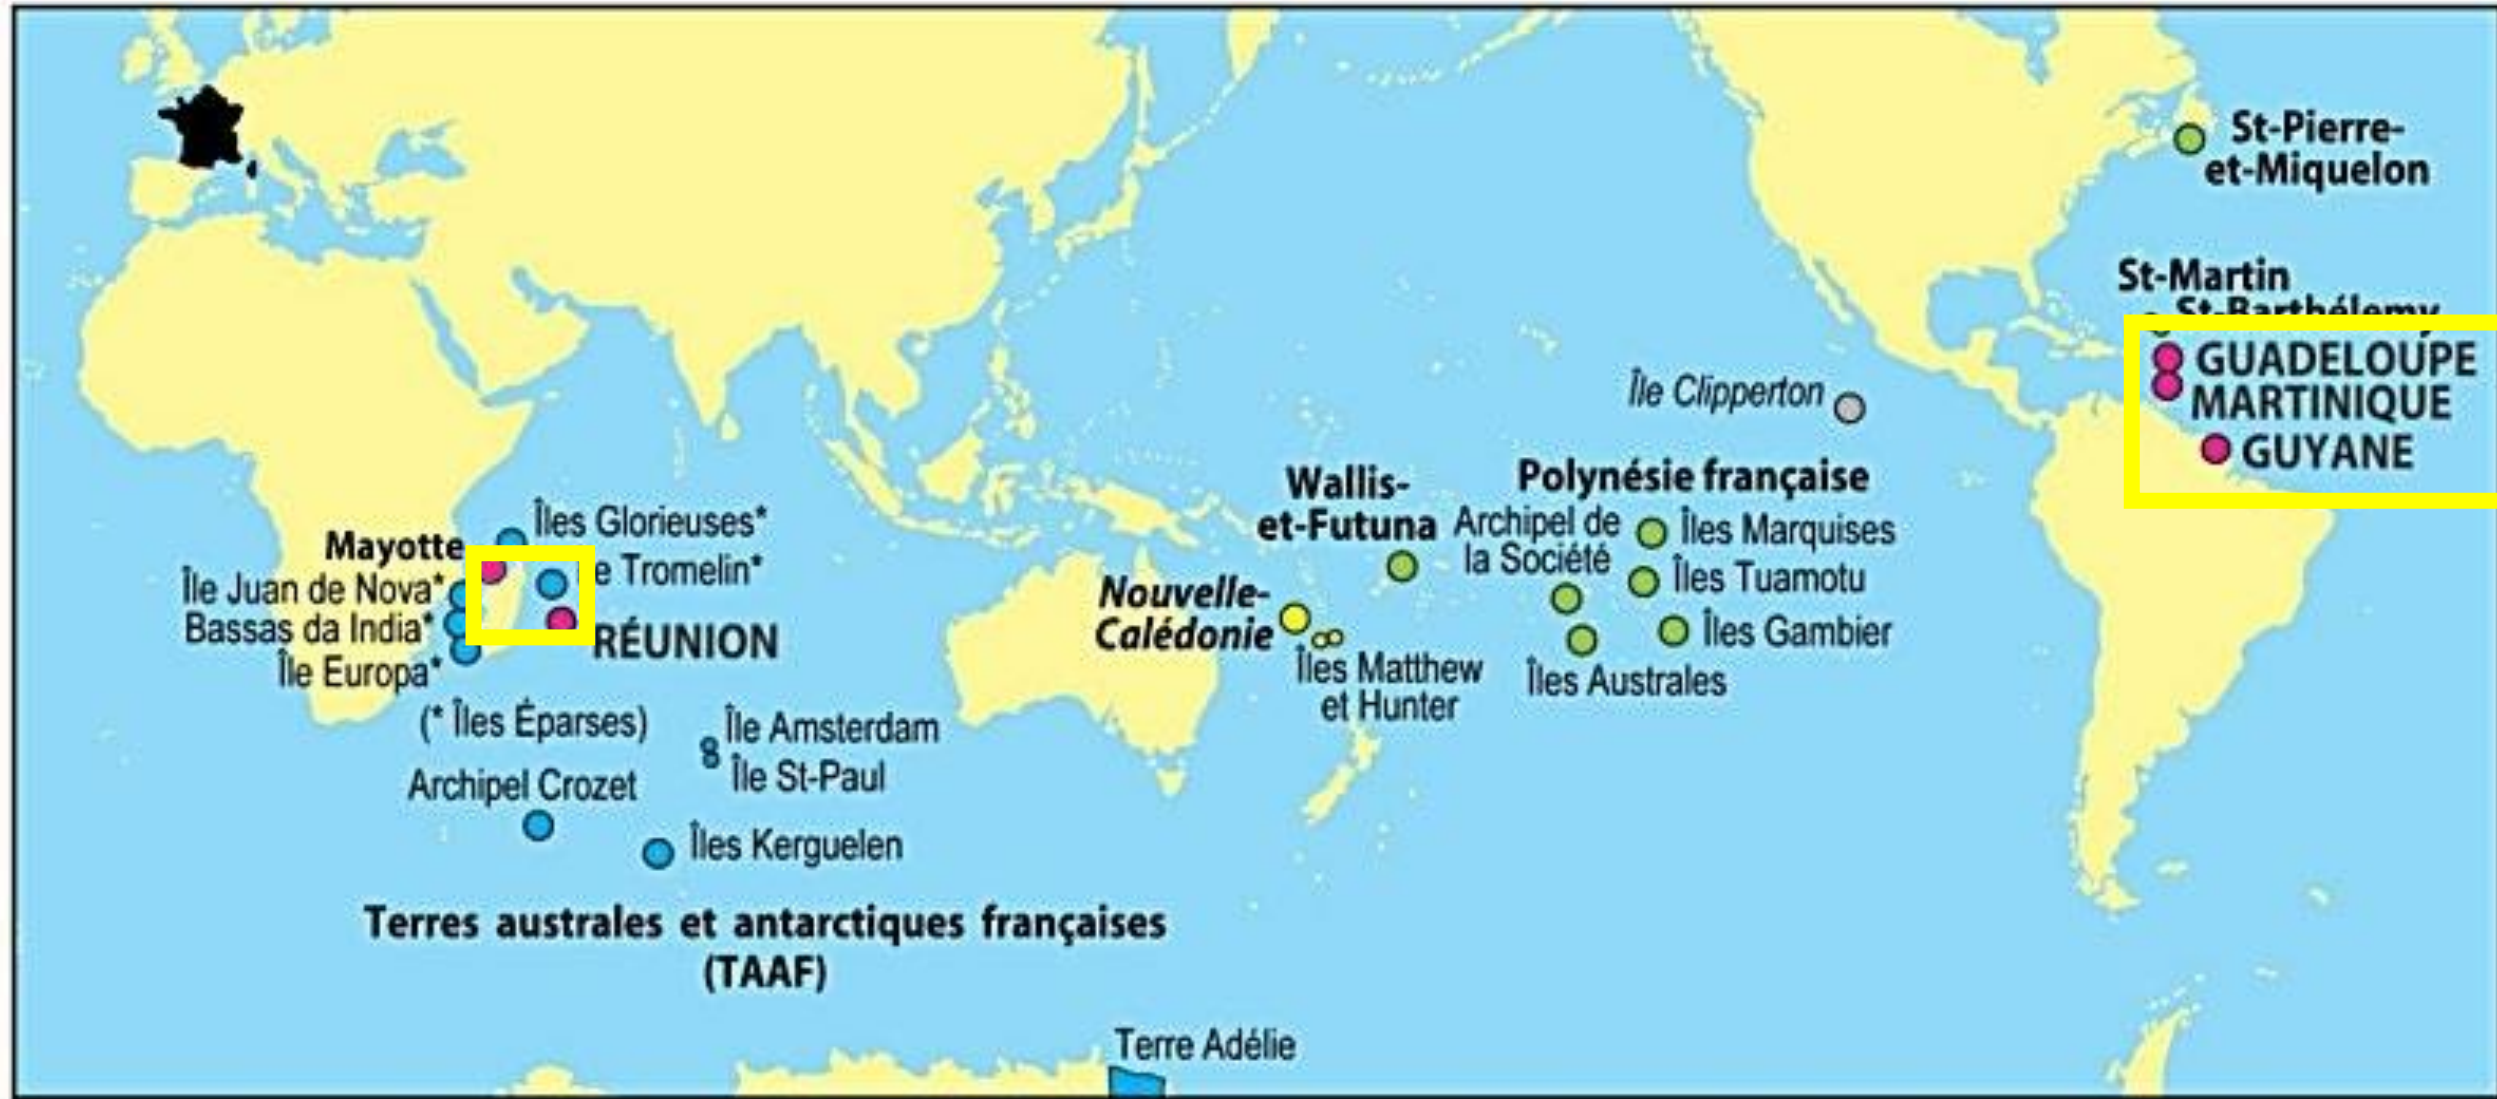 St-Pierre-
et-Miquelon
St-Martin
St-Barthélemy
GUADELOUPE
MARTINIQUE
GUYANE
Île Clipperton
Polynésie française
Archipel de
la Société
Îles Marquises
Îles Tuamotu
Îles Gambier
Îles Australes
Wallis-
et-Futuna
Nouvelle-
Calédonie
Îles Matthew
et Hunter
Îles Glorieuses*
Mayotte
e Tromelin*
Île Juan de Nova*
Bassas da India*
RÉUNION
Île Europa*
(* Îles Éparses)
Île Amsterdam
Île St-Paul
Archipel Crozet
Îles Kerguelen
Terres australes et antarctiques françaises
(TAAF)
Terre Adélie